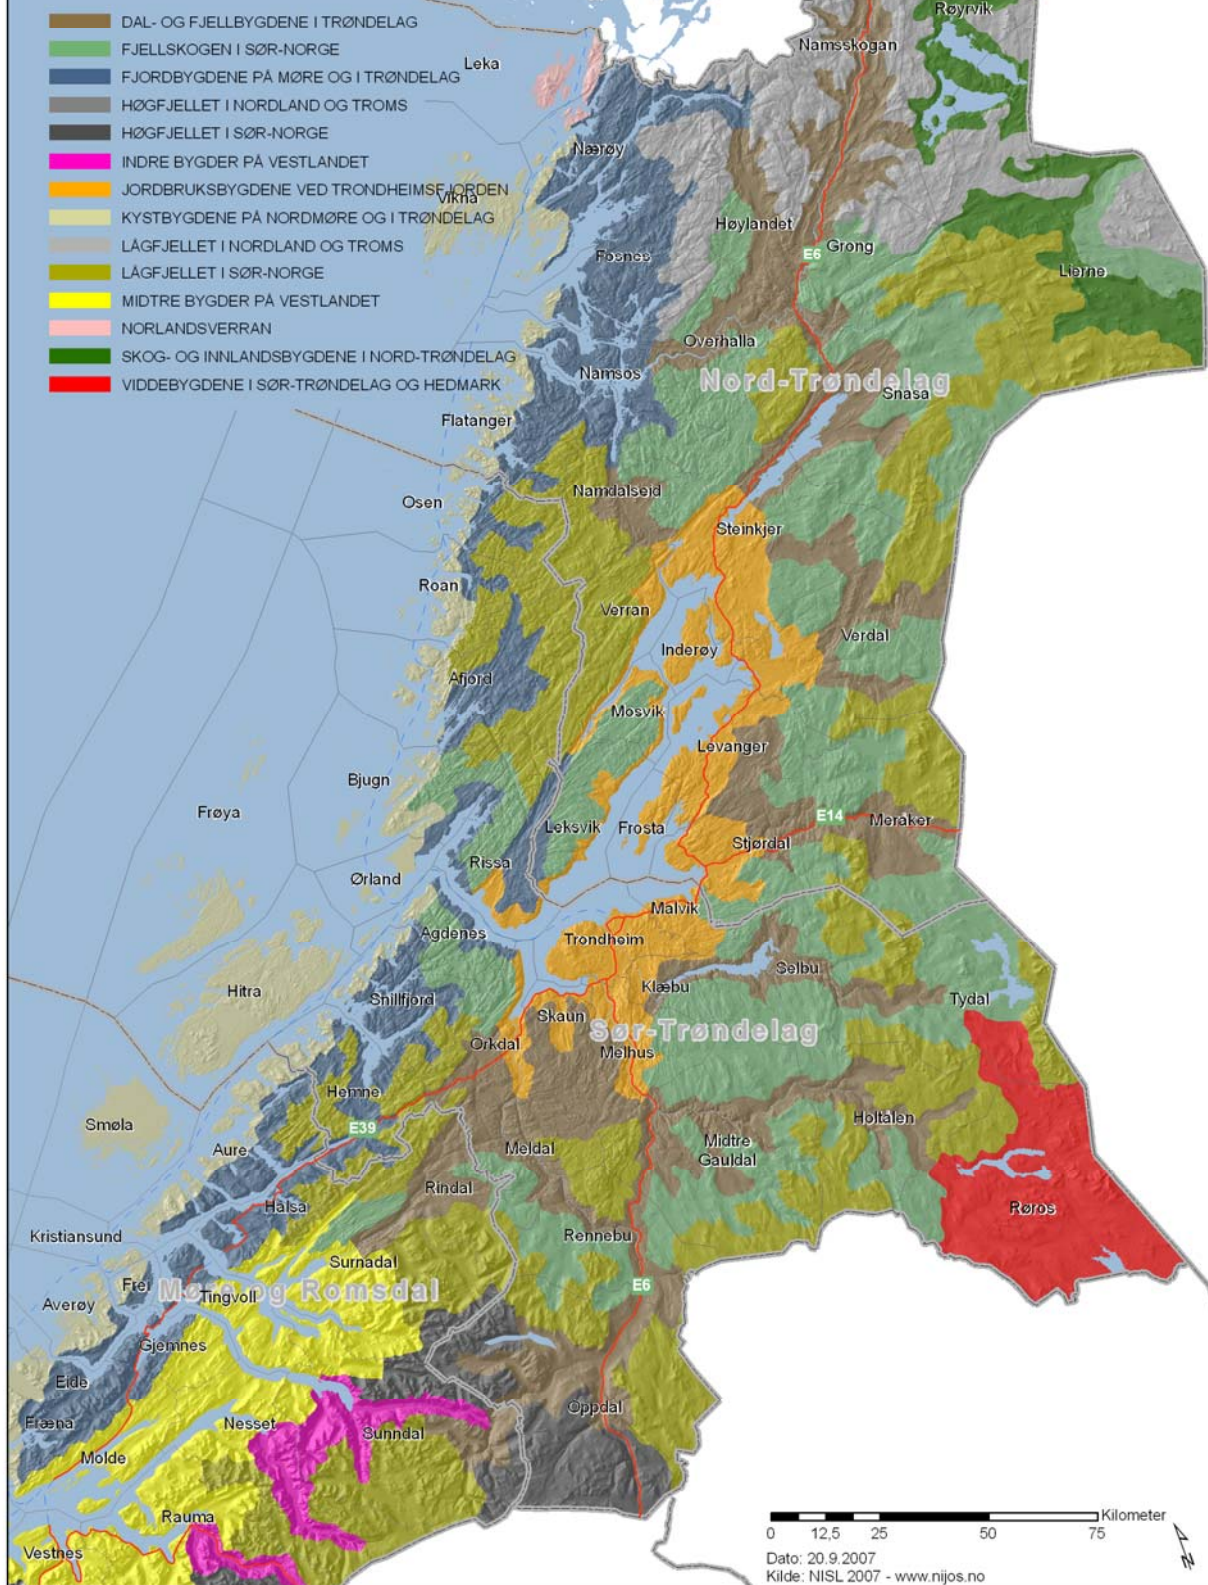 DAL- OG FJELLBYGDENE I TRØNDELAG
FJELLSKOGEN I SØR-NORGE
FJORDBYGDENE PÅ MØRE OG I TRØNDELAG
HØGFJELLET I NORDLAND OG TROMS
HØGFJELLET I SØR-NORGE
INDRE BYGDER PÅ VESTLANDET
JORDBRUKSBYGDENE VED TRONDHEIMSFJORDEN
KYSTBYGDENE PÅ NORDMØRE OG I TRØNDELAG
LÅGFJELLET I NORDLAND OG TROMS
LÅGFJELLET I SØR-NORGE
MIDTRE BYGDER PÅ VESTLANDET
NORLANDSVERRAN
SKOG- OG INNLANDSBYGDENE I NORD-TRØNDELAG
VIDDEBYGDENE I SØR-TRØNDELAG OG HEDMARK
Røyrvik
Namsskogan
Leka
Nærøy
Vikna
Høylandet
Grong
E6
Fosnes
Lierne
Overhalla
Namsos
Nord-Trøndelag
Snåsa
Flatanger
Namdalseid
Osen
Steinkjer
Roan
Verran
Verdal
Inderøy
Åfjord
Mosvik
Levanger
Bjugn
Frøya
E14
Meråker
Leksvik
Frosta
Stjørdal
Rissa
Ørland
Malvik
Agdenes
Trondheim
Selbu
Klæbu
Hitra
Snillfjord
Tydal
Skaun
Sør-Trøndelag
Orkdal
Melhus
Hemne
Smøla
E39
Holtålen
Aure
Meldal
Midtre
Gauldal
Rindal
Halsa
Røros
Kristiansund
Rennebu
Surnadal
Frei
Møre og Romsdal
Tingvoll
E6
Averøy
Gjemnes
Eide
Oppdal
Fræna
Nesset
Sunndal
Molde
Rauma
Vestnes
Kilometer
0 12,5 25 50 75
N
Dato: 20.9.2007
Kilde: NISL 2007 - www.nijos.no